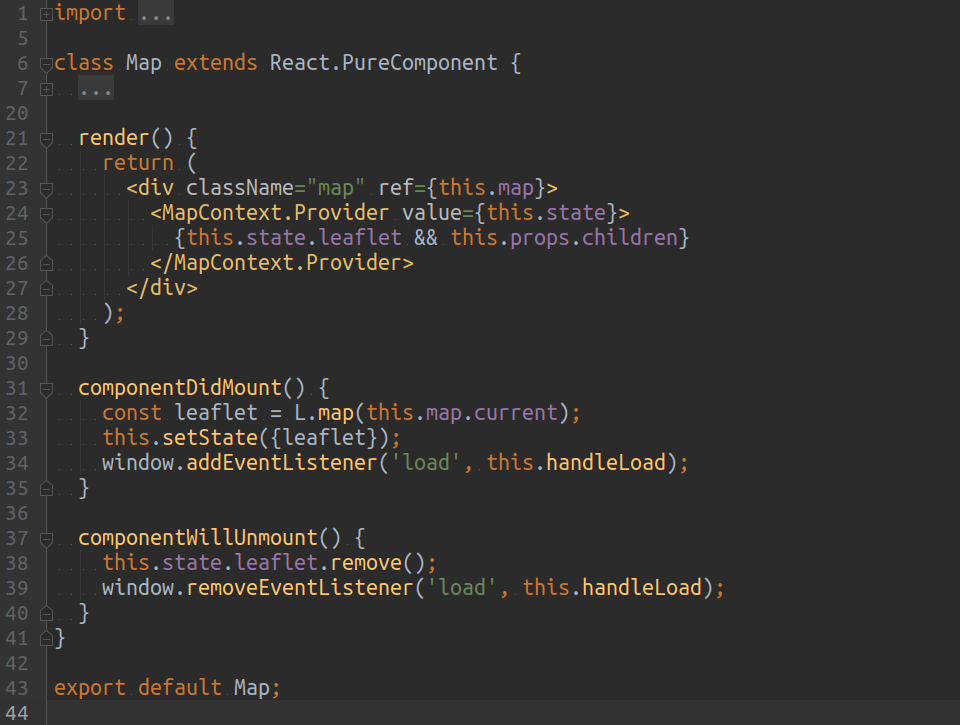 1 import ...
5
6 class Map extends React.PureComponent {
7 ...
20
21 render() {
22 return (
23 <div className="map" ref={this.map}>
24 <MapContext.Provider value={this.state}>
25 {this.state.leaflet && this.props.children}
26 </MapContext.Provider>
27 </div>
28 );
29 }
30
31 componentDidMount() {
32 const leaflet = L.map(this.map.current);
33 this.setState({leaflet});
34 window.addEventListener('load', this.handleLoad);
35 }
36
37 componentWillUnmount() {
38 this.state.leaflet.remove();
39 window.removeEventListener('load', this.handleLoad);
40 }
41 }
42
43 export default Map;
44